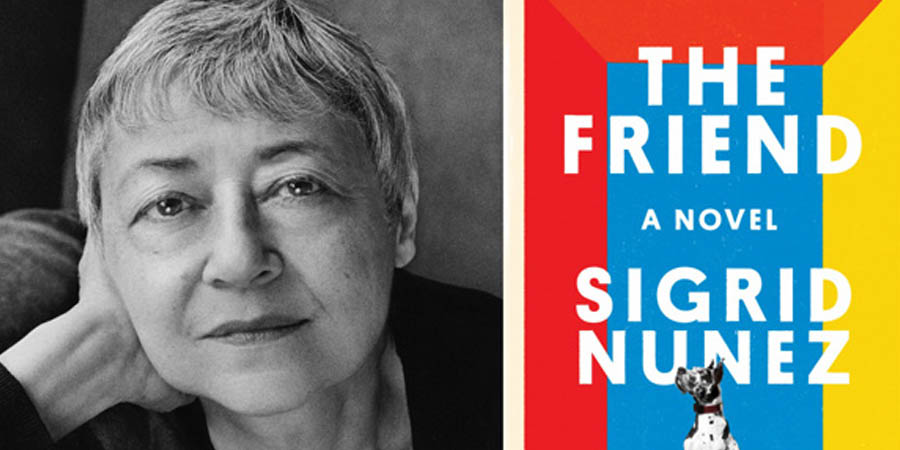 THE
FRIEND
A NOVEL
SIGRID
NUNEZ